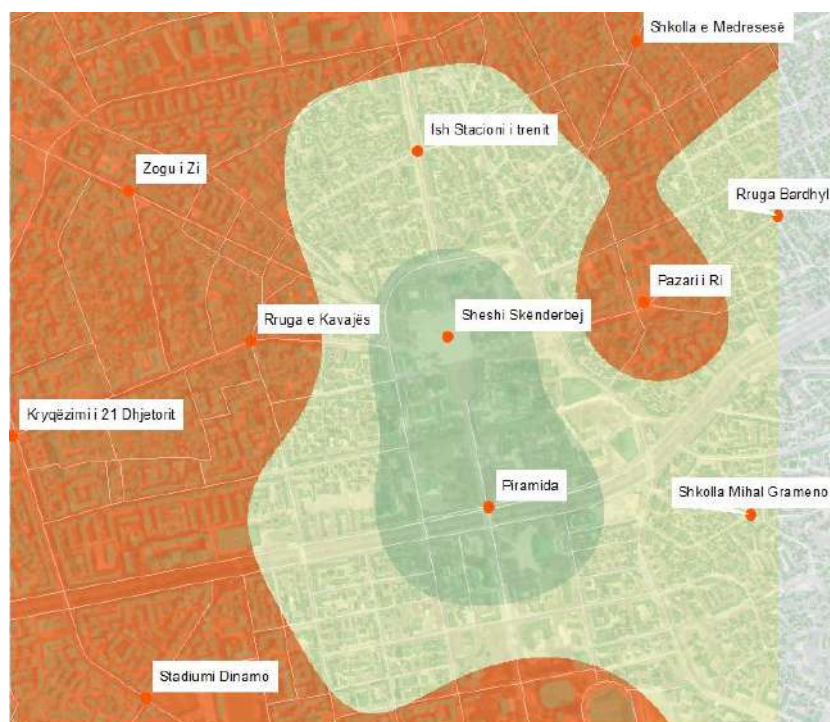 Shkolla e Medresesë
Ish Stacioni i trenit
Zogu i Zi
Rruga Bardhyl
Pazari i Ri
Rruga e Kavajës
Sheshi Skënderbej
Kryqëzimi i 21 Dhjetorit
Piramida
Shkolla Mihal Grameno
Stadiumi Dinamo